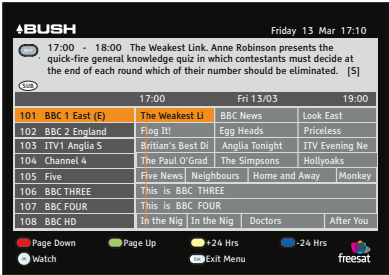 BUSH
Friday 13 Mar 17:10
17:00 - 18:00 The Weakest Link. Anne Robinson presents the
quick-fire general knowledge quiz in which contestants must decide at
the end of each round which of their number should be eliminated. [S]
SUB
17:00 Fri 13/03 19:00
101 BBC 1 East (E) The Weakest Li BBC News Look East
102 BBC 2 England Flog It! Egg Heads Priceless
103 ITV1 Anglia S Britian's Best Di Anglia Tonight ITV Evening Ne
104 Channel 4 The Paul O'Grad The Simpsons Hollyoaks
105 Five Five News Neighbours Home and Away Monkey
106 BBC THREE This is BBC THREE
107 BBC FOUR This is BBC FOUR
108 BBC HD In the Nig In the Nig Doctors After You
Page Down Page Up +24 Hrs -24 Hrs
OK Watch Exit Exit Menu
freesat